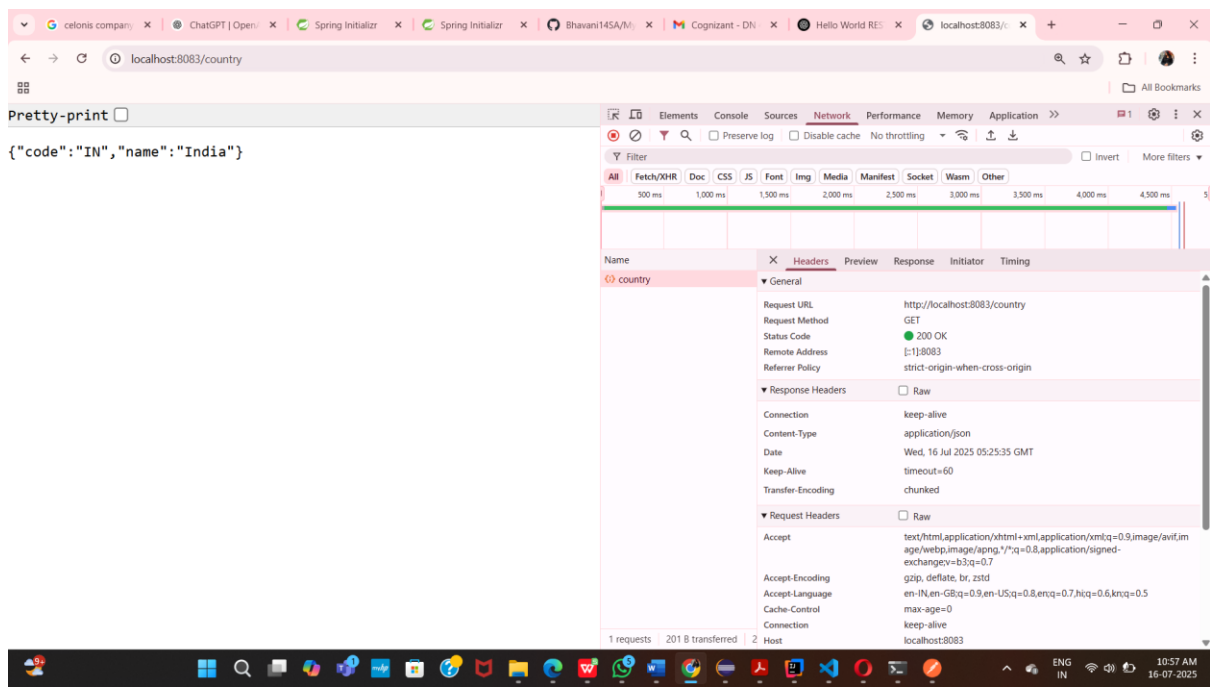 celonis company
ChatGPT | Open
Spring Initializr
Spring Initializr
Bhavani14SA/My
Cognizant - DN
Hello World RES
localhost:8083/c
localhost:8083/country
All Bookmarks
Pretty-print
{"code":"IN","name":"India"}
Elements Console Sources Network Performance Memory Application 1
Preserve log Disable cache No throttling
Filter Invert More filters
All Fetch/XHR Doc CSS JS Font Img Media Manifest Socket Wasm Other
500 ms 1,000 ms 1,500 ms 2,000 ms 2,500 ms 3,000 ms 3,500 ms 4,000 ms 4,500 ms 5
Name
country
Headers Preview Response Initiator Timing
General
Request URL http://localhost:8083/country
Request Method GET
Status Code 200 OK
Remote Address [::1]:8083
Referrer Policy strict-origin-when-cross-origin
Response Headers Raw
Connection keep-alive
Content-Type application/json
Date Wed, 16 Jul 2025 05:25:35 GMT
Keep-Alive timeout=60
Transfer-Encoding chunked
Request Headers Raw
Accept text/html,application/xhtml+xml,application/xml;q=0.9,image/avif,im
age/webp,image/apng,*/*;q=0.8,application/signed-
exchange;v=b3;q=0.7
Accept-Encoding gzip, deflate, br, zstd
Accept-Language en-IN,en-GB;q=0.9,en-US;q=0.8,en;q=0.7,hi;q=0.6,kn;q=0.5
Cache-Control max-age=0
Connection keep-alive
Host localhost:8083
1 requests 201 B transferred 2
9+
ENG
IN
10:57 AM
16-07-2025